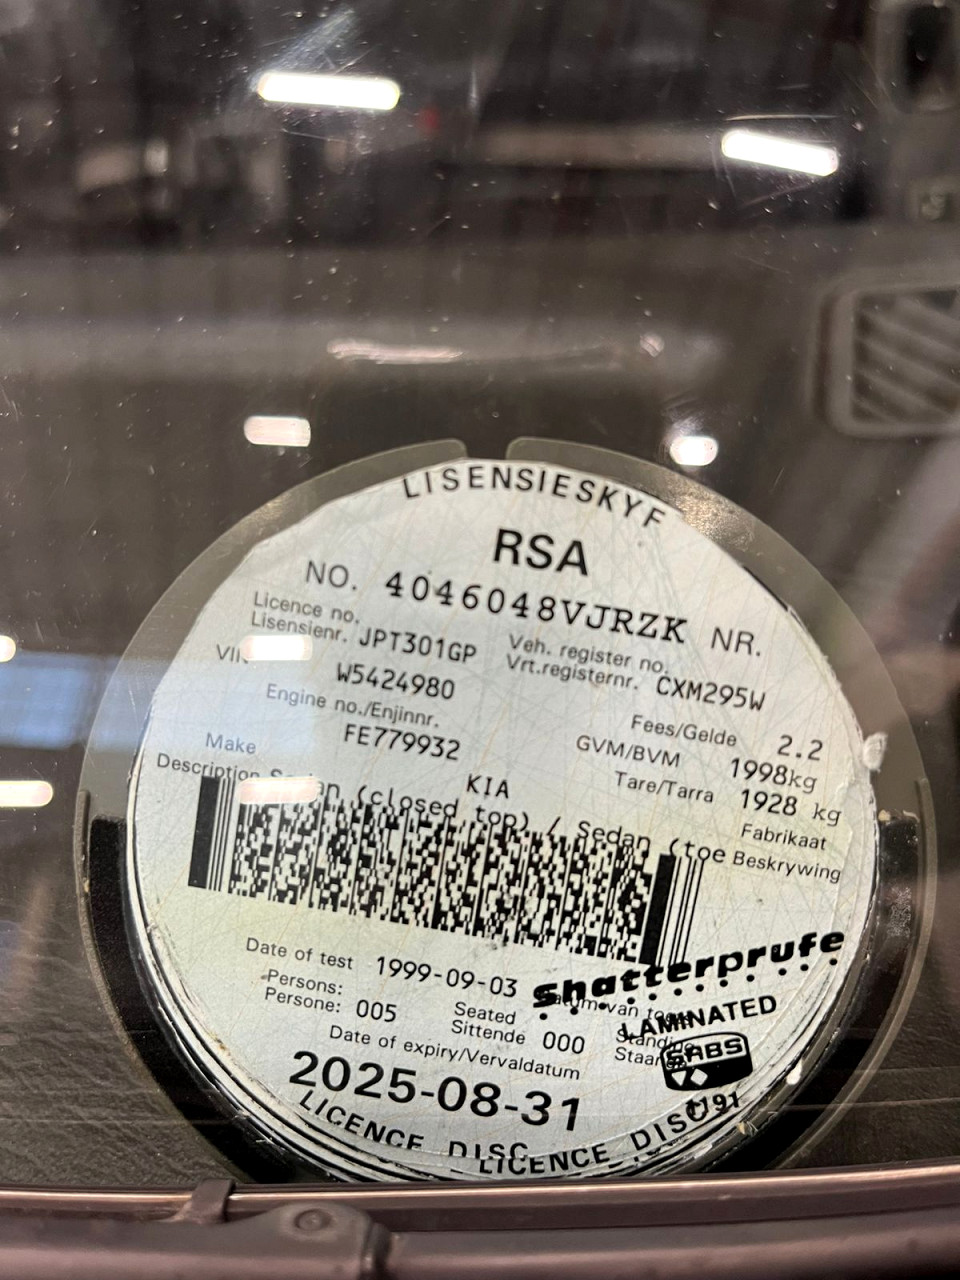 LISENSIESKYF
RSA
NO. 4046048VJRZK NR.
Licence no.
Lisensienr. JPT301GP
Veh. register no.
Vrt.registernr. CXM295W
W5424980
Engine no./Enjinnr.
FE779932
Fees/Gelde 2.2
GVM/BVM 1998kg
Tare/Tarra 1928 kg
Make KIA Fabrikaat
Description Sedan (closed top) / Sedan (toe Beskrywing
Date of test 1999-09-03
Persons:
Persone: 005
Seated
Sittende 000
Date of expiry/Vervaldatum
2025-08-31
LICENCE DISC
LICENCE DISC
Shatterprufe
LAMINATED
SABS